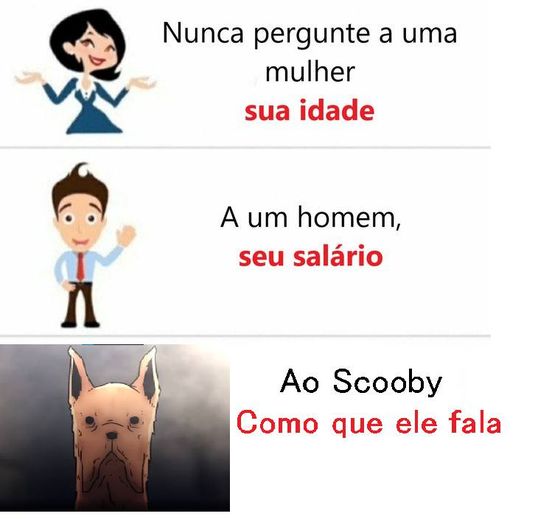 Nunca pergunte a uma
mulher
sua idade
A um homem,
seu salário
Ao Scooby
Como que ele fala